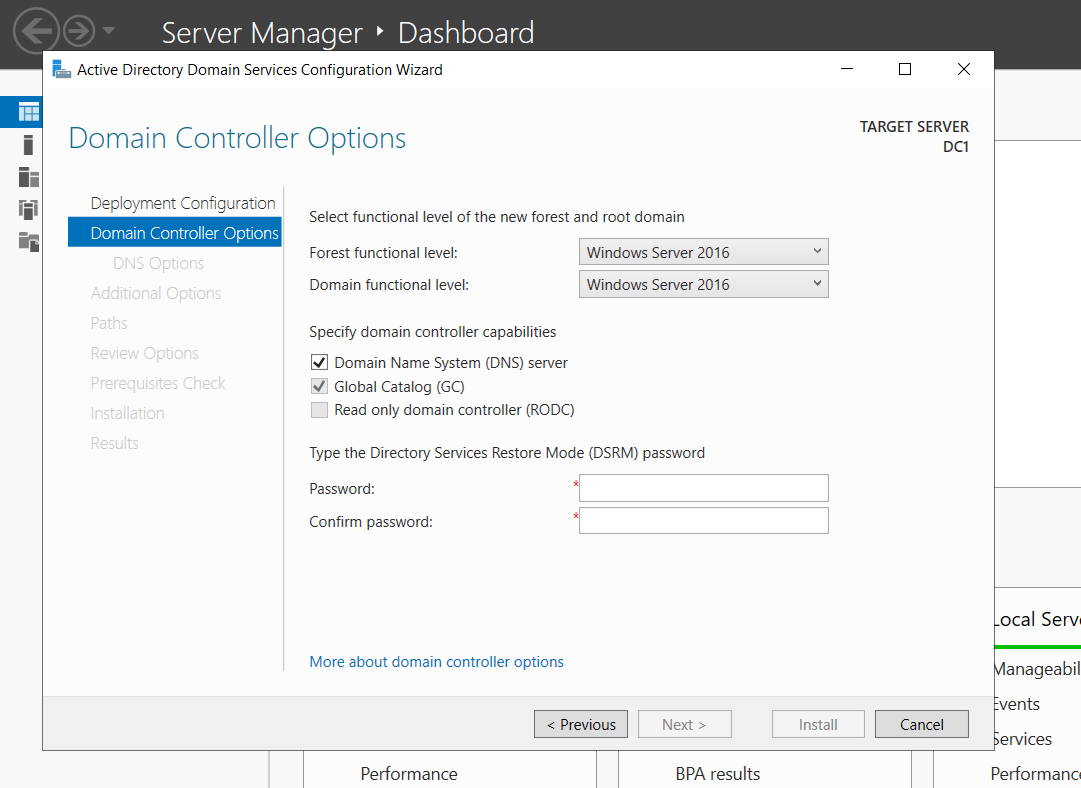 Server Manager ‣ Dashboard
Active Directory Domain Services Configuration Wizard
Domain Controller Options
TARGET SERVER
DC1
Deployment Configuration
Domain Controller Options
DNS Options
Additional Options
Paths
Review Options
Prerequisites Check
Installation
Results
Select functional level of the new forest and root domain
Forest functional level: Windows Server 2016
Domain functional level: Windows Server 2016
Specify domain controller capabilities
Domain Name System (DNS) server
Global Catalog (GC)
Read only domain controller (RODC)
Type the Directory Services Restore Mode (DSRM) password
Password: *
Confirm password: *
More about domain controller options
< Previous Next > Install Cancel
Local Serv
Manageabil
Events
Services
Performance
Performance
BPA results